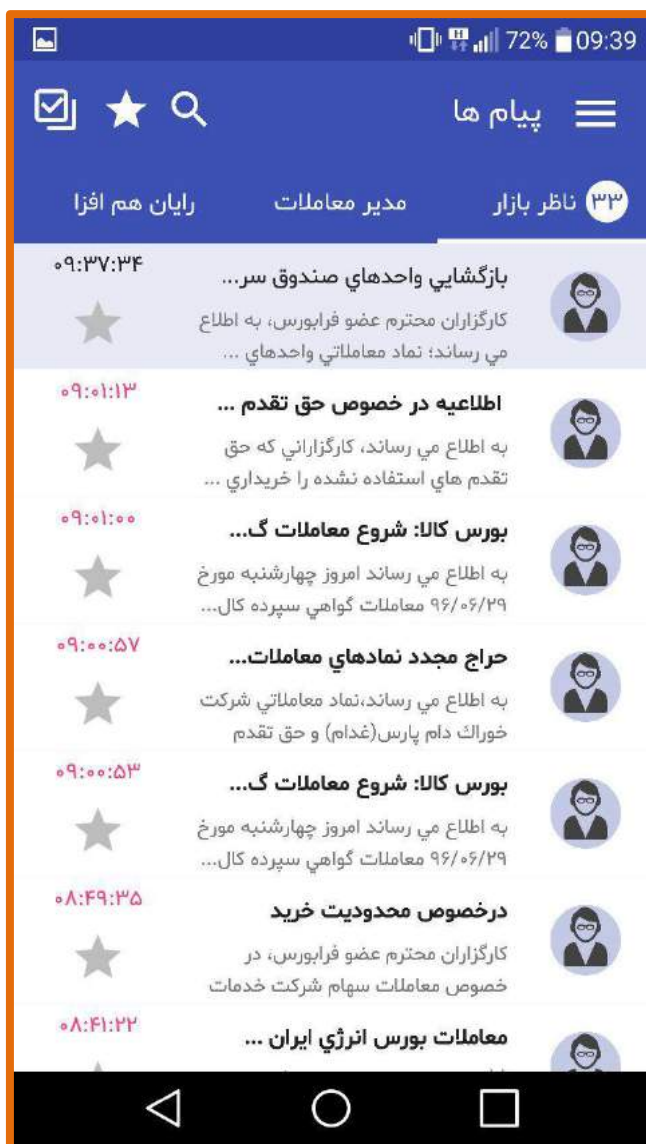 72% 09:39
پیام ها
۳۳ ناظر بازار
مدیر معاملات
رایان هم افزا
بازگشايي واحدهاي صندوق سر...
۰۹:۳۷:۳۴
كارگزاران محترم عضو فرابورس، به اطلاع
مي رساند؛ نماد معاملاتي واحدهاي ...
اطلاعيه در خصوص حق تقدم ...
۰۹:۰۱:۱۳
به اطلاع مي رساند، كارگزاراني كه حق
تقدم هاي استفاده نشده را خريداري ...
بورس كالا: شروع معاملات گ...
۰۹:۰۱:۰۰
به اطلاع مي رساند امروز چهارشنبه مورخ
۹۶/۰۶/۲۹ معاملات گواهي سپرده كال...
حراج مجدد نمادهاي معاملات...
۰۹:۰۰:۵۷
به اطلاع مي رساند،نماد معاملاتي شركت
خوراك دام پارس(غدام) و حق تقدم
بورس كالا: شروع معاملات گ...
۰۹:۰۰:۵۳
به اطلاع مي رساند امروز چهارشنبه مورخ
۹۶/۰۶/۲۹ معاملات گواهي سپرده كال...
درخصوص محدوديت خريد
۰۸:۴۹:۳۵
كارگزاران محترم عضو فرابورس، در
خصوص معاملات سهام شركت خدمات
معاملات بورس انرژي ايران ...
۰۸:۴۱:۲۲